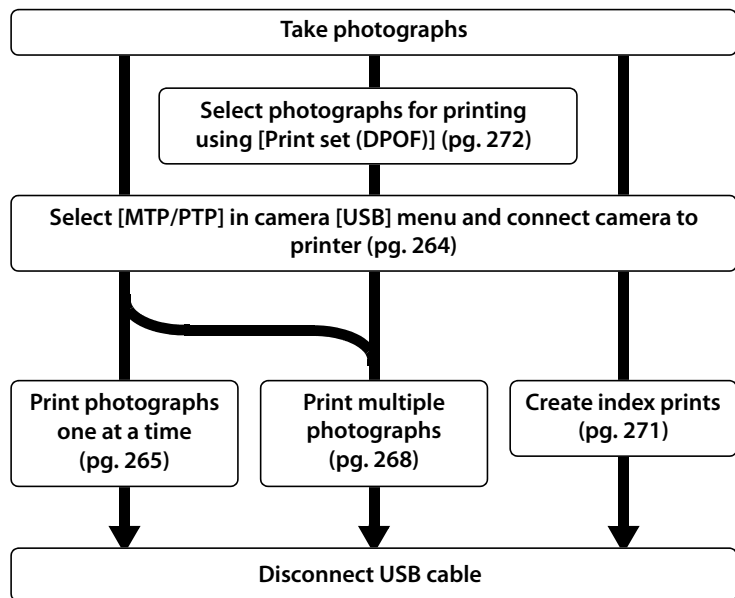 Take photographs
Select photographs for printing
using [Print set (DPOF)] (pg. 272)
Select [MTP/PTP] in camera [USB] menu and connect camera to
printer (pg. 264)
Print photographs
one at a time
(pg. 265)
Print multiple
photographs
(pg. 268)
Create index prints
(pg. 271)
Disconnect USB cable